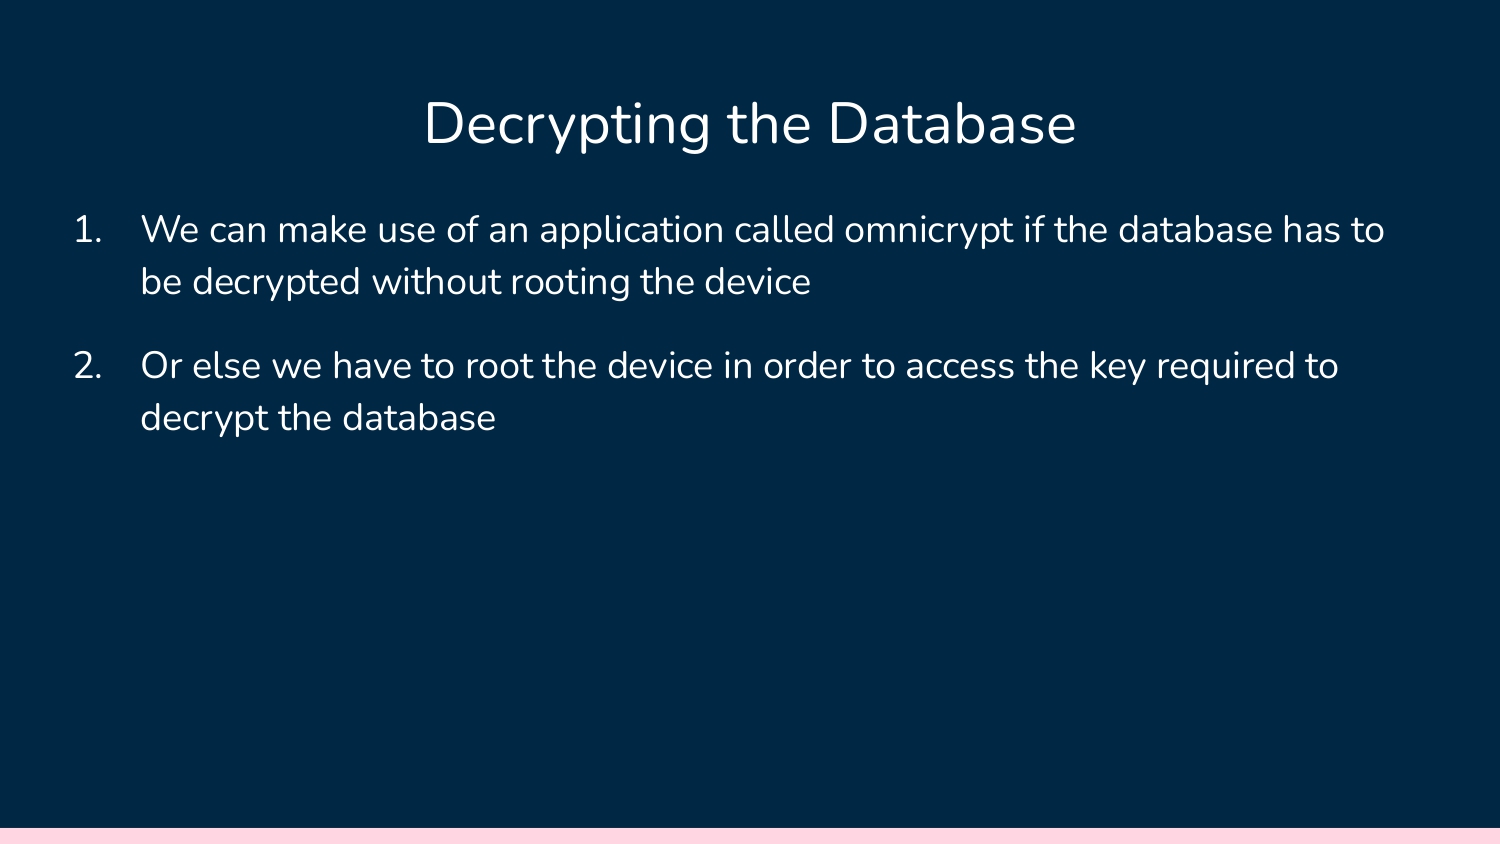 Decrypting the Database
1. We can make use of an application called omnicrypt if the database has to
be decrypted without rooting the device
2. Or else we have to root the device in order to access the key required to
decrypt the database